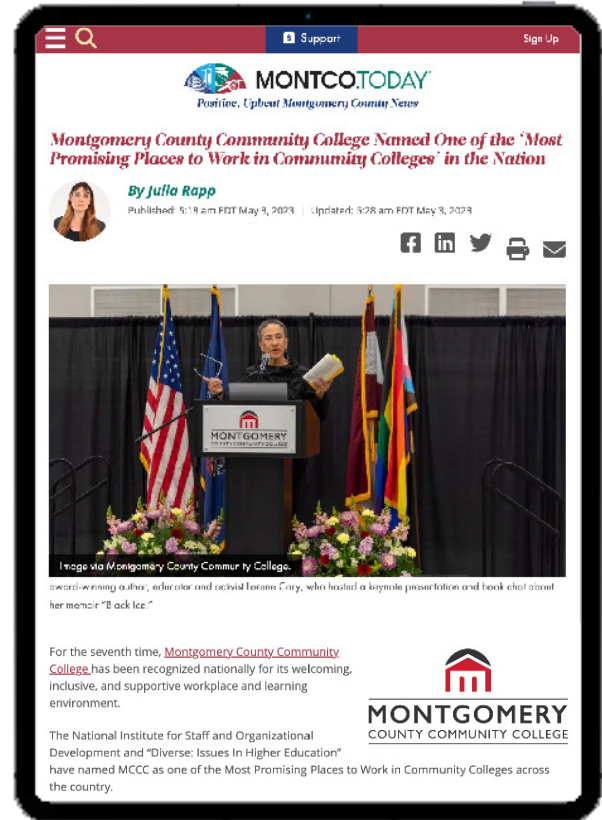 Support
Sign Up
MONTCO.TODAY
Positive, Upbeat Montgomery County News
Montgomery County Community College Named One of the ‘Most
Promising Places to Work in Community Colleges’ in the Nation
By Julia Rapp
Published: 5:18 am EDT May 3, 2023 | Updated: 5:28 am EDT May 3, 2023
MONTGOMERY
COUNTY COMMUNITY COLLEGE
Image via Montgomery County Community College.
award-winning author, educator and activist Lorene Cary, who hosted a keynote presentation and book chat about
her memoir “Black Ice.”
For the seventh time, Montgomery County Community
College has been recognized nationally for its welcoming,
inclusive, and supportive workplace and learning
environment.
MONTGOMERY
COUNTY COMMUNITY COLLEGE
The National Institute for Staff and Organizational
Development and “Diverse: Issues In Higher Education”
have named MCCC as one of the Most Promising Places to Work in Community Colleges across
the country.